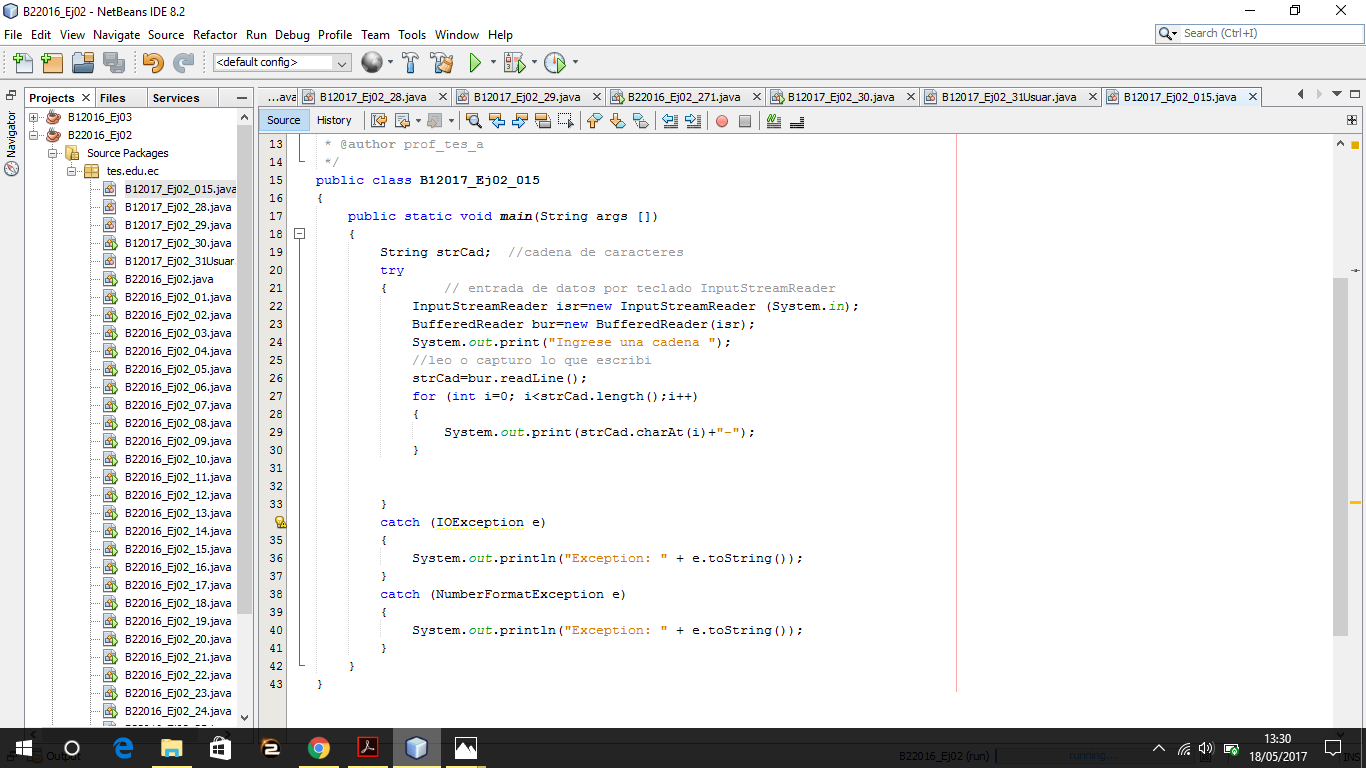 B22016_Ej02 - NetBeans IDE 8.2
File Edit View Navigate Source Refactor Run Debug Profile Team Tools Window Help
Search (Ctrl+I)
<default config>
Projects Files Services
...ava B12017_Ej02_28.java B12017_Ej02_29.java B22016_Ej02_271.java B12017_Ej02_30.java B12017_Ej02_31Usuar.java B12017_Ej02_015.java
Navigator
Source History
B12016_Ej03
B22016_Ej02
Source Packages
tes.edu.ec
B12017_Ej02_015.java
B12017_Ej02_28.java
B12017_Ej02_29.java
B12017_Ej02_30.java
B12017_Ej02_31Usuar
B22016_Ej02.java
B22016_Ej02_01.java
B22016_Ej02_02.java
B22016_Ej02_03.java
B22016_Ej02_04.java
B22016_Ej02_05.java
B22016_Ej02_06.java
B22016_Ej02_07.java
B22016_Ej02_08.java
B22016_Ej02_09.java
B22016_Ej02_10.java
B22016_Ej02_11.java
B22016_Ej02_12.java
B22016_Ej02_13.java
B22016_Ej02_14.java
B22016_Ej02_15.java
B22016_Ej02_16.java
B22016_Ej02_17.java
B22016_Ej02_18.java
B22016_Ej02_19.java
B22016_Ej02_20.java
B22016_Ej02_21.java
B22016_Ej02_22.java
B22016_Ej02_23.java
B22016_Ej02_24.java
13 * @author prof_tes_a
14 */
15 public class B12017_Ej02_015
16 {
17 public static void main(String args [])
18 {
19 String strCad; //cadena de caracteres
20 try
21 { // entrada de datos por teclado InputStreamReader
22 InputStreamReader isr=new InputStreamReader (System.in);
23 BufferedReader bur=new BufferedReader(isr);
24 System.out.print("Ingrese una cadena ");
25 //leo o capturo lo que escribi
26 strCad=bur.readLine();
27 for (int i=0; i<strCad.length();i++)
28 {
29 System.out.print(strCad.charAt(i)+"-");
30 }
31
32
33 }
catch (IOException e)
35 {
36 System.out.println("Exception: " + e.toString());
37 }
38 catch (NumberFormatException e)
39 {
40 System.out.println("Exception: " + e.toString());
41 }
42 }
43 }
Output
B22016_Ej02 (run) running... INS
13:30
18/05/2017